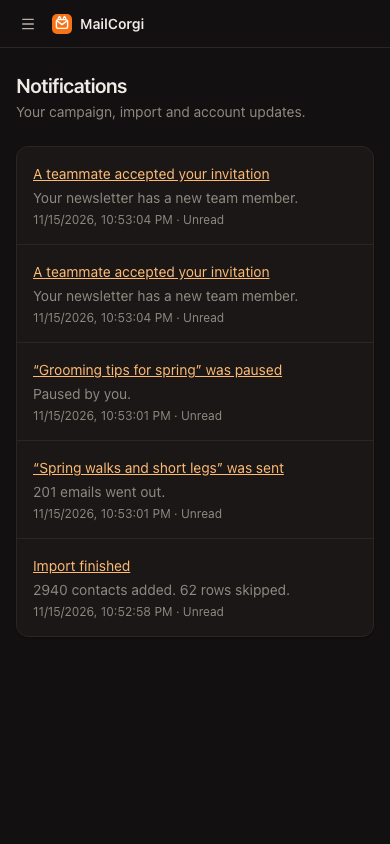 MailCorgi
Notifications
Your campaign, import and account updates.
A teammate accepted your invitation
Your newsletter has a new team member.
11/15/2026, 10:53:04 PM · Unread
A teammate accepted your invitation
Your newsletter has a new team member.
11/15/2026, 10:53:04 PM · Unread
“Grooming tips for spring” was paused
Paused by you.
11/15/2026, 10:53:01 PM · Unread
“Spring walks and short legs” was sent
201 emails went out.
11/15/2026, 10:53:01 PM · Unread
Import finished
2940 contacts added. 62 rows skipped.
11/15/2026, 10:52:58 PM · Unread